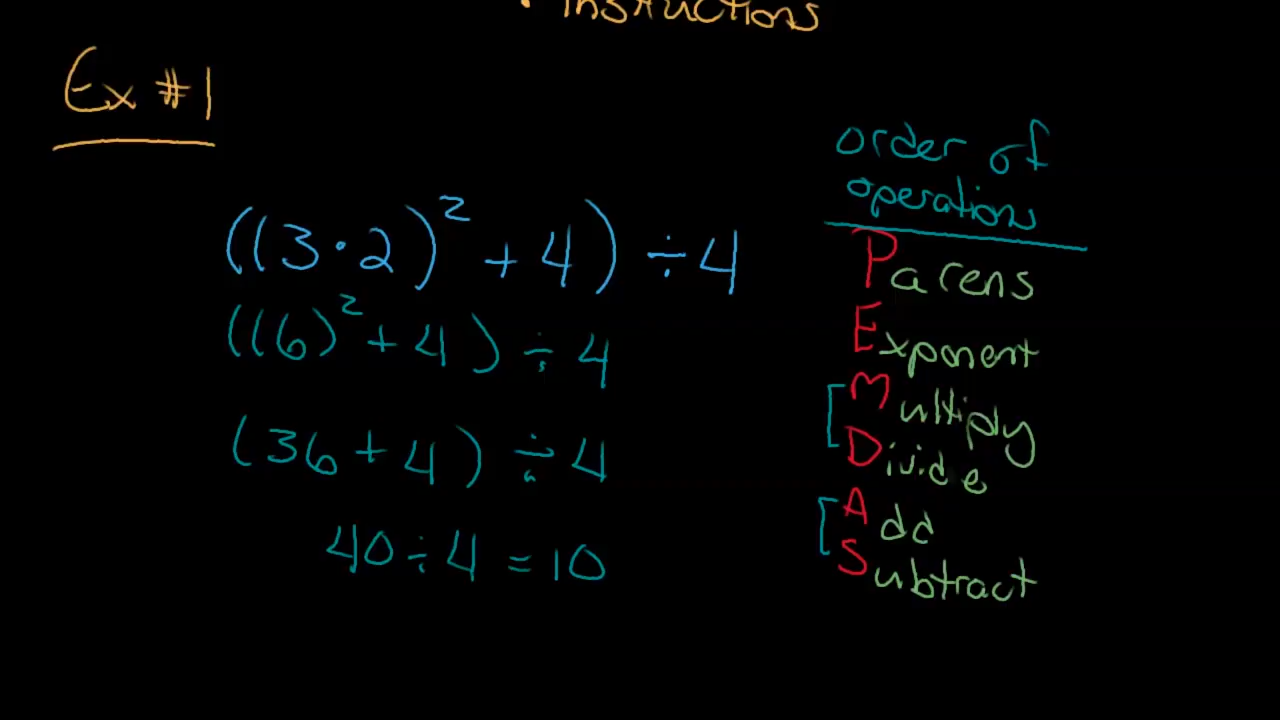 • Instructions
Ex #1
((3·2)² + 4) ÷ 4
((6)² + 4) ÷ 4
(36 + 4) ÷ 4
40 ÷ 4 = 10
order of
operations
Parens
Exponent
Multiply
Divide
Add
Subtract